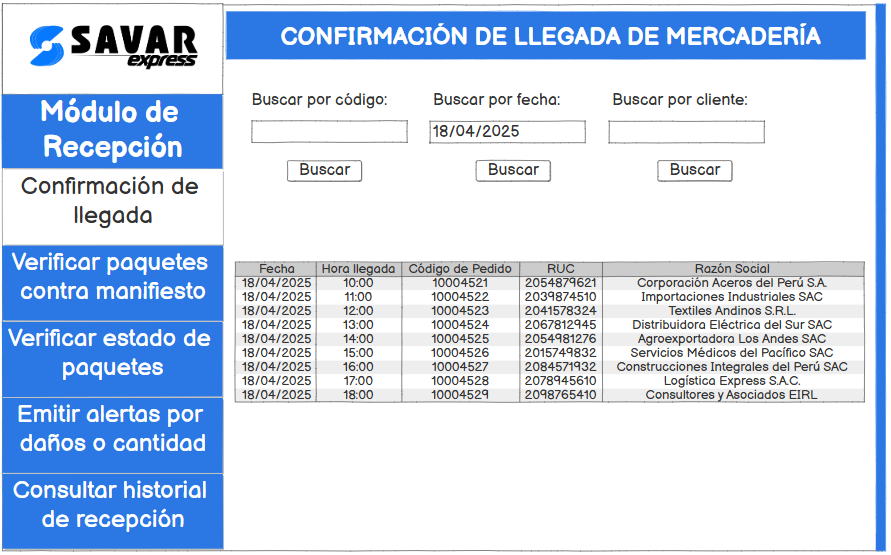 SAVAR
express
CONFIRMACIÓN DE LLEGADA DE MERCADERÍA
Módulo de
Recepción
Confirmación de
llegada
Verificar paquetes
contra manifiesto
Verificar estado de
paquetes
Emitir alertas por
daños o cantidad
Consultar historial
de recepción
Buscar por código: Buscar por fecha: Buscar por cliente:
18/04/2025
Buscar Buscar Buscar
Fecha Hora llegada Código de Pedido RUC Razón Social
18/04/2025 10:00 10004521 2054879621 Corporación Aceros del Perú S.A.
18/04/2025 11:00 10004522 2039874510 Importaciones Industriales SAC
18/04/2025 12:00 10004523 2041578324 Textiles Andinos S.R.L.
18/04/2025 13:00 10004524 2067812945 Distribuidora Eléctrica del Sur SAC
18/04/2025 14:00 10004525 2054981276 Agroexportadora Los Andes SAC
18/04/2025 15:00 10004526 2015749832 Servicios Médicos del Pacífico SAC
18/04/2025 16:00 10004527 2084571932 Construcciones Integrales del Perú SAC
18/04/2025 17:00 10004528 2078945610 Logística Express S.A.C.
18/04/2025 18:00 10004529 2098765410 Consultores y Asociados EIRL